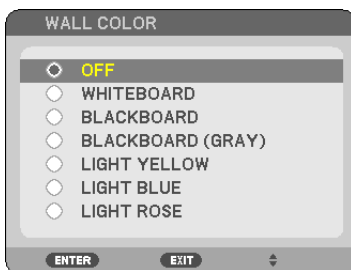 WALL COLOR
OFF
WHITEBOARD
BLACKBOARD
BLACKBOARD (GRAY)
LIGHT YELLOW
LIGHT BLUE
LIGHT ROSE
ENTER EXIT